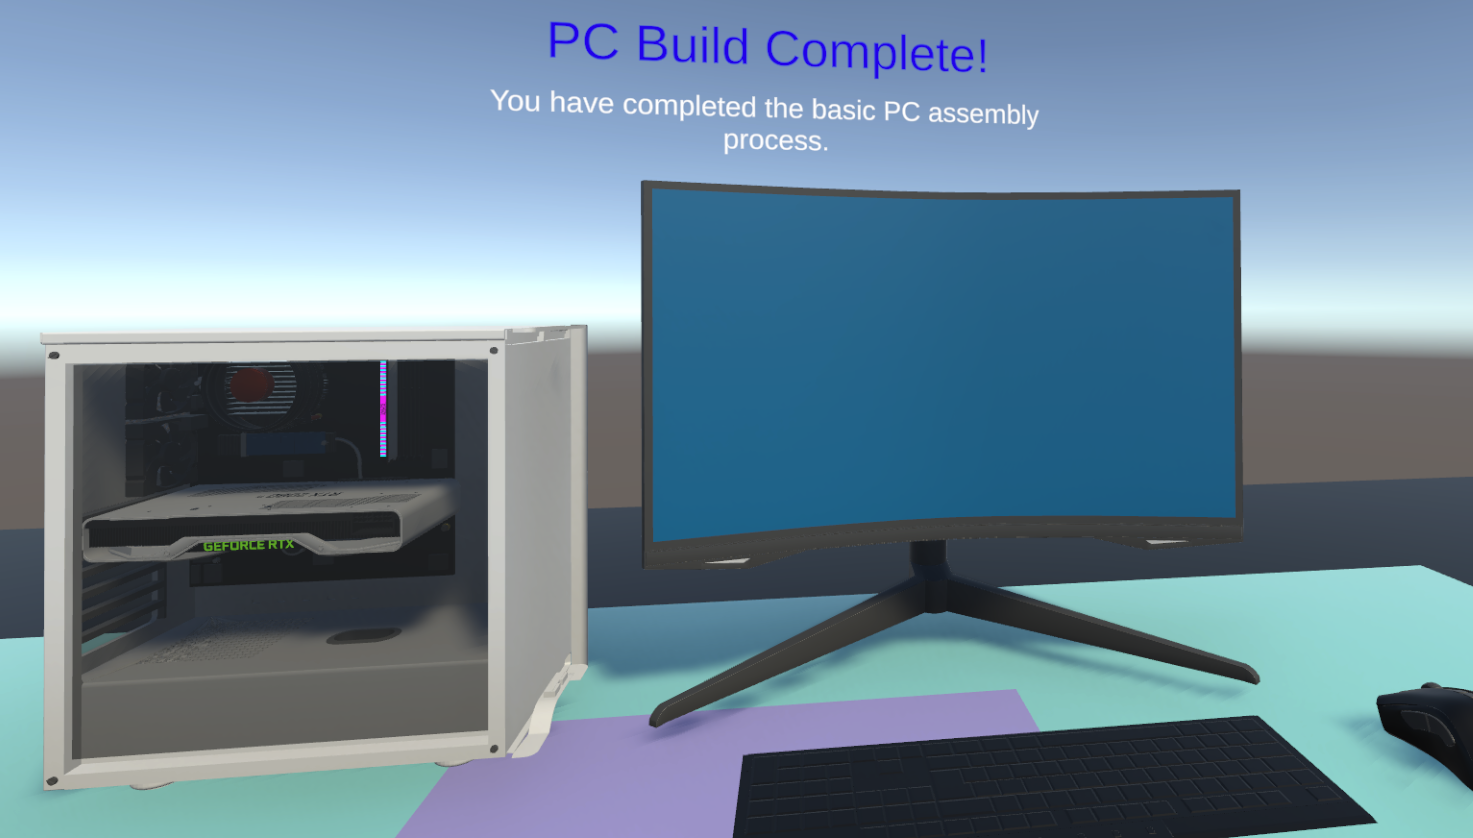 PC Build Complete!
You have completed the basic PC assembly
process.
GEFORCE RTX